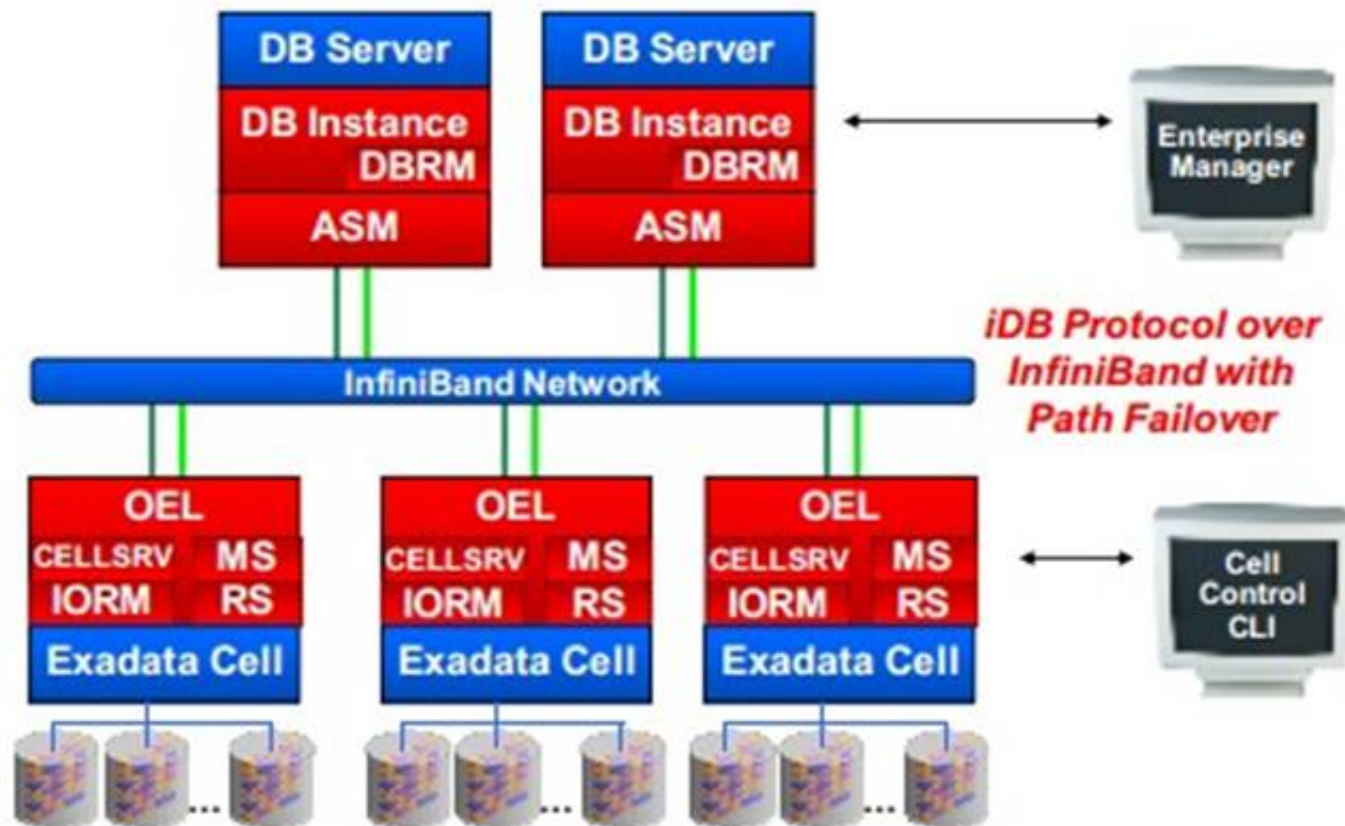 DB Server
DB Instance
DBRM
ASM
DB Server
DB Instance
DBRM
ASM
Enterprise
Manager
iDB Protocol over
InfiniBand with
Path Failover
InfiniBand Network
OEL
CELLSRV MS
IORM RS
Exadata Cell
...
OEL
CELLSRV MS
IORM RS
Exadata Cell
...
OEL
CELLSRV MS
IORM RS
Exadata Cell
...
Cell
Control
CLI